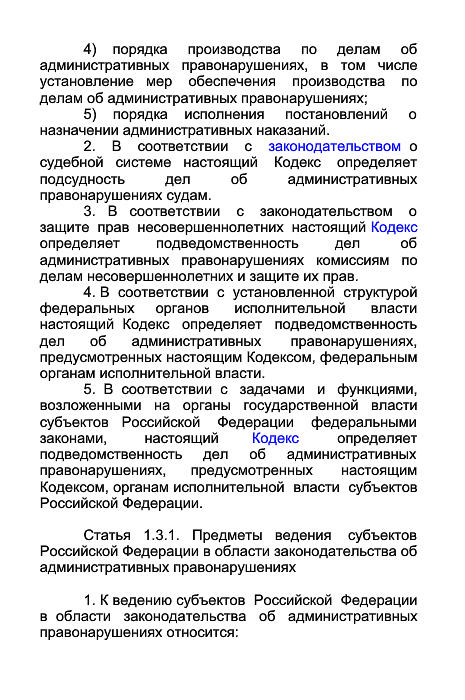 4) порядка производства по делам об
административных правонарушениях, в том числе
установление мер обеспечения производства по
делам об административных правонарушениях;
5) порядка исполнения постановлений о
назначении административных наказаний.
2. В соответствии с законодательством о
судебной системе настоящий Кодекс определяет
подсудность дел об административных
правонарушениях судам.
3. В соответствии с законодательством о
защите прав несовершеннолетних настоящий Кодекс
определяет подведомственность дел об
административных правонарушениях комиссиям по
делам несовершеннолетних и защите их прав.
4. В соответствии с установленной структурой
федеральных органов исполнительной власти
настоящий Кодекс определяет подведомственность
дел об административных правонарушениях,
предусмотренных настоящим Кодексом, федеральным
органам исполнительной власти.
5. В соответствии с задачами и функциями,
возложенными на органы государственной власти
субъектов Российской Федерации федеральными
законами, настоящий Кодекс определяет
подведомственность дел об административных
правонарушениях, предусмотренных настоящим
Кодексом, органам исполнительной власти субъектов
Российской Федерации.
Статья 1.3.1. Предметы ведения субъектов
Российской Федерации в области законодательства об
административных правонарушениях
1. К ведению субъектов Российской Федерации
в области законодательства об административных
правонарушениях относится: